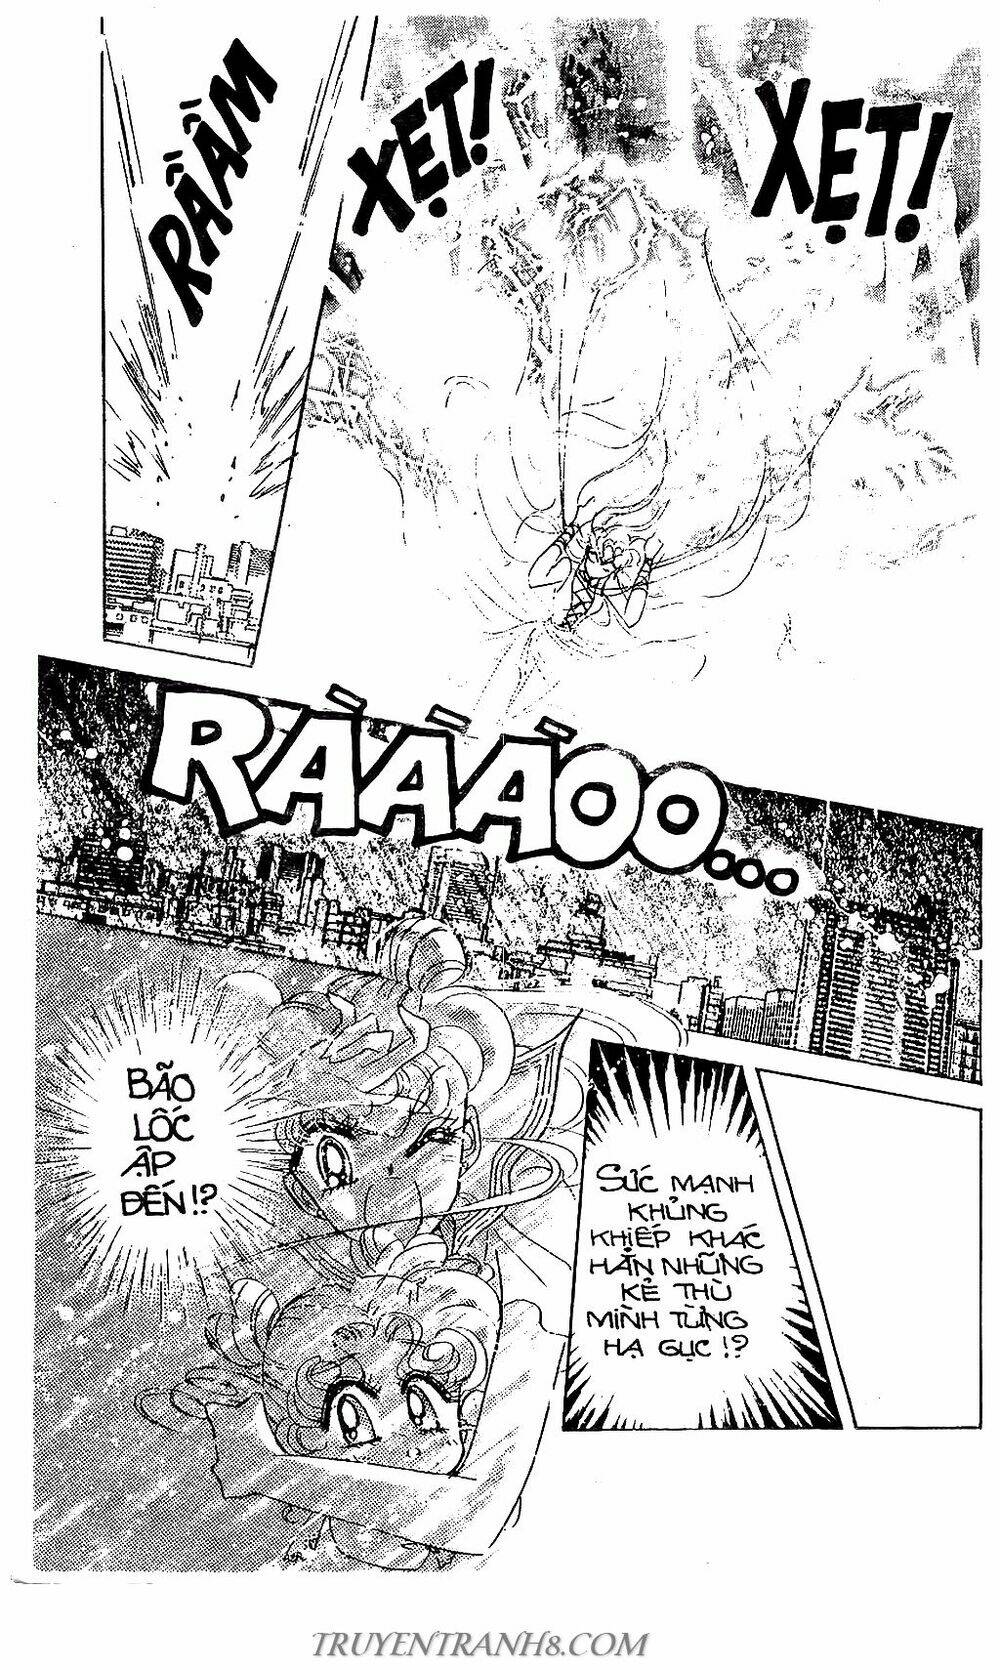 RẦẦM
XẸT!
XẸT!
RÀÀÀOO...
BÃO
LỐC
ẬP
ĐẾN!?
SỨC MẠNH
KHỦNG
KHIẾP KHÁC
HẲN NHỮNG
KẺ THÙ
MÌNH TỪNG
HẠ GỤC!?
TRUYENTRANH8.COM